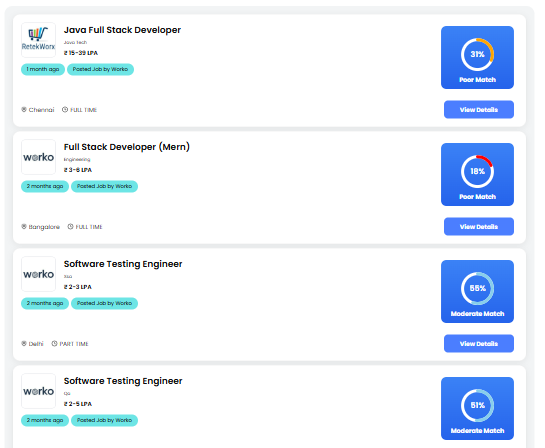 RetekWorx
Java Full Stack Developer
Java Tech
₹ 15-39 LPA
1 month ago
Posted Job by Worko
31%
Poor Match
Chennai
FULL TIME
View Details
worko
Full Stack Developer (Mern)
Engineering
₹ 3-6 LPA
2 months ago
Posted Job by Worko
18%
Poor Match
Bangalore
FULL TIME
View Details
worko
Software Testing Engineer
₹ 2-3 LPA
2 months ago
Posted Job by Worko
55%
Moderate Match
Delhi
PART TIME
View Details
worko
Software Testing Engineer
Qa
₹ 2-5 LPA
2 months ago
Posted Job by Worko
51%
Moderate Match